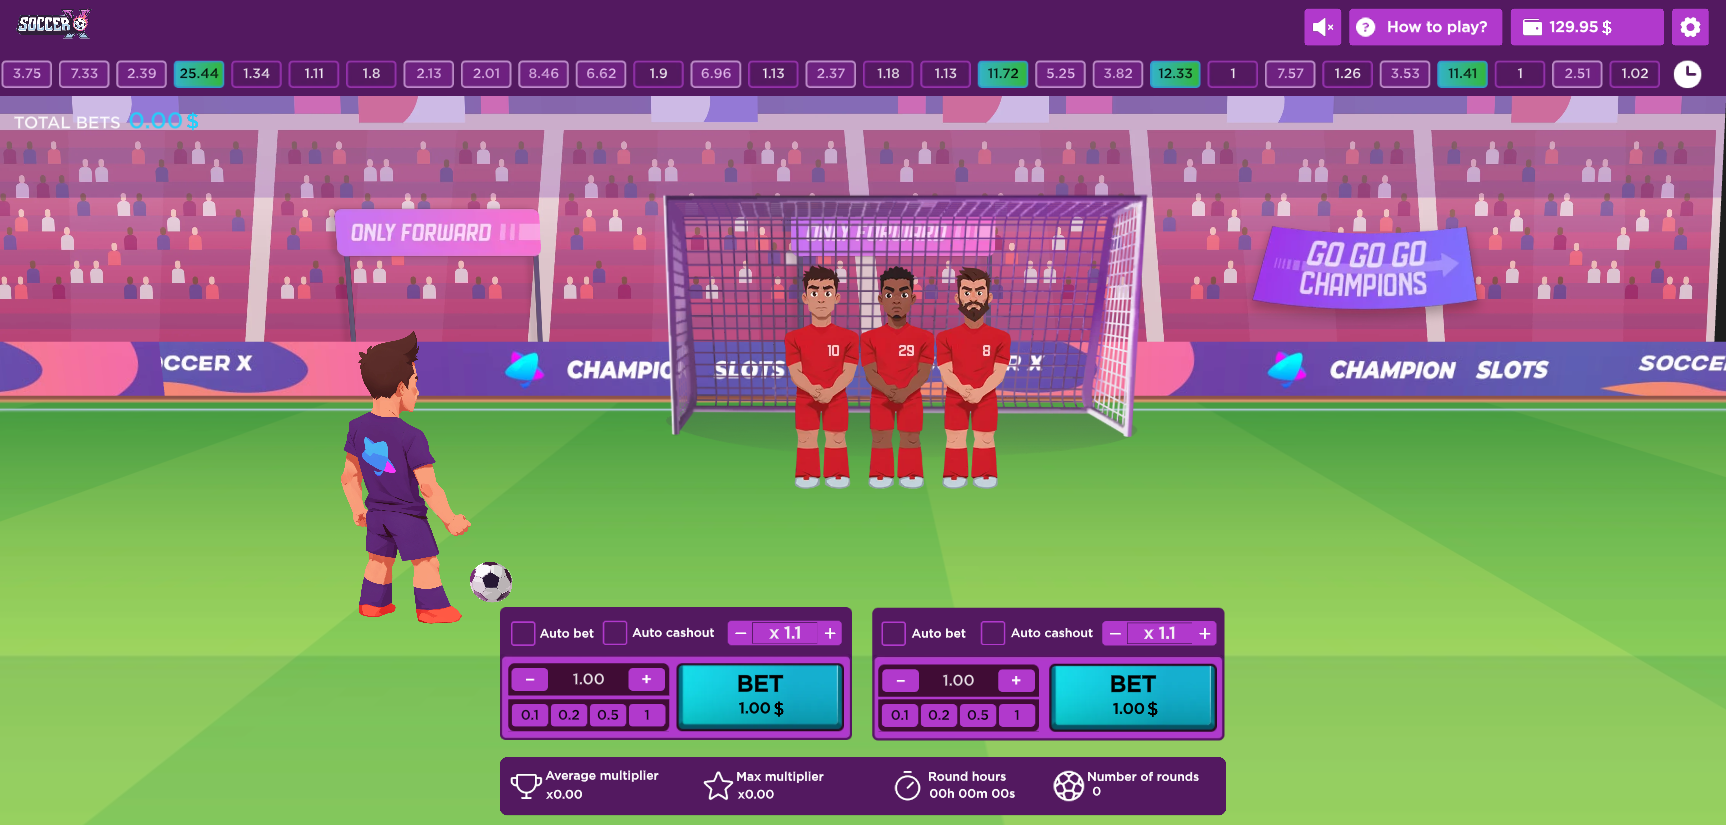 SOCCER X
? How to play?
129.95 $
3.75 7.33 2.39 25.44 1.34 1.11 1.8 2.13 2.01 8.46 6.62 1.9 6.96 1.13 2.37 1.18 1.13 11.72 5.25 3.82 12.33 1 7.57 1.26 3.53 11.41 1 2.51 1.02
TOTAL BETS 0.00 $
ONLY FORWARD
ONLY FORWARD
GO GO GO
CHAMPIONS
10 29 8
OCCER X
CHAMPIO SLOTS
R X
CHAMPION SLOTS
SOCCER
Auto bet Auto cashout − x 1.1 +
− 1.00 +
0.1 0.2 0.5 1
BET
1.00 $
Auto bet Auto cashout − x 1.1 +
− 1.00 +
0.1 0.2 0.5 1
BET
1.00 $
Average multiplier
x0.00
Max multiplier
x0.00
Round hours
00h 00m 00s
Number of rounds
0